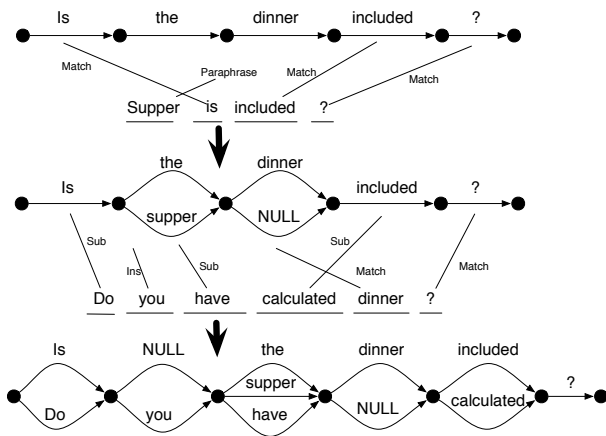 Is the dinner included ?
Match Paraphrase Match Match
Supper is included ?
the dinner
Is included ?
supper NULL
Sub Ins Sub Sub Match Match
Do you have calculated dinner ?
Is NULL the dinner included
supper ?
Do you have NULL calculated